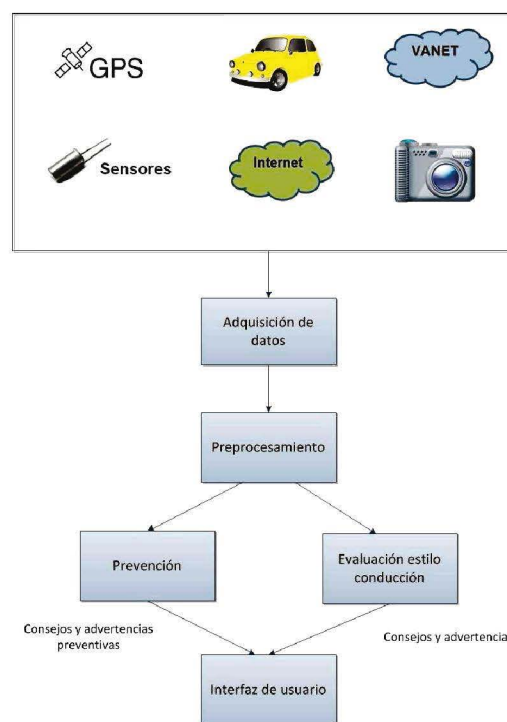 GPS
VANET
Sensores
Internet
Adquisición de
datos
Preprocesamiento
Prevención
Evaluación estilo
conducción
Consejos y advertencias
preventivas
Consejos y advertencia
Interfaz de usuario